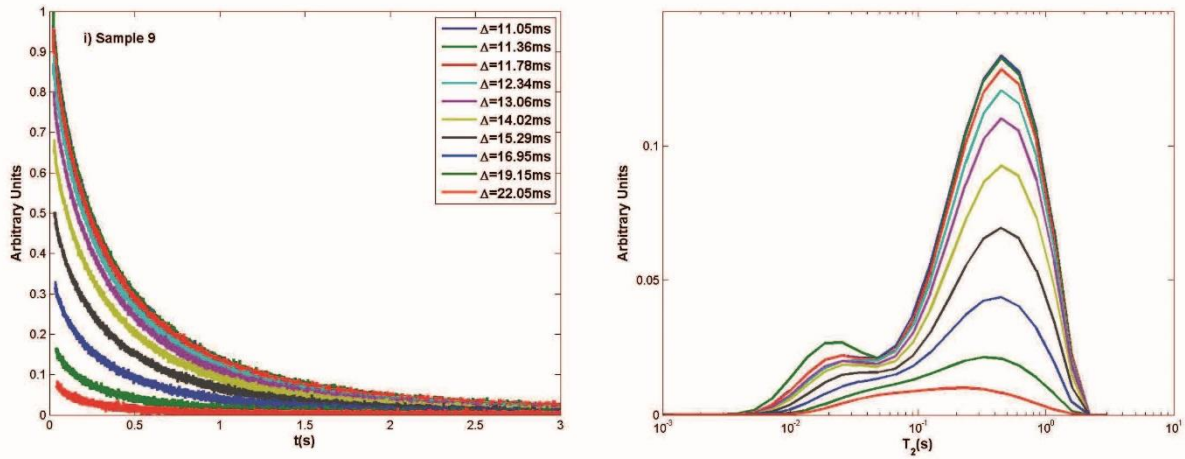 i) Sample 9
Δ=11.05ms
Δ=11.36ms
Δ=11.78ms
Δ=12.34ms
Δ=13.06ms
Δ=14.02ms
Δ=15.29ms
Δ=16.95ms
Δ=19.15ms
Δ=22.05ms
Arbitrary Units
1
0.9
0.8
0.7
0.6
0.5
0.4
0.3
0.2
0.1
0
0 0.5 1 1.5 2 2.5 3
t(s)
Arbitrary Units
0.1
0.05
0
10⁻³ 10⁻² 10⁻¹ 10⁰ 10¹
T₂(s)